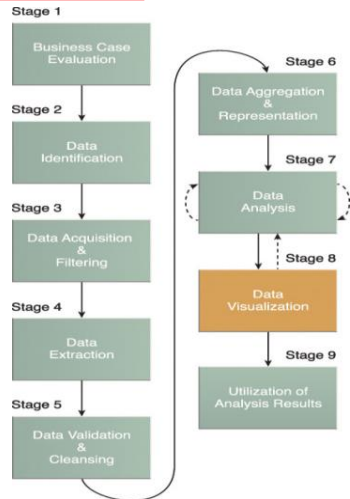 Stage 1
Business Case
Evaluation
Stage 2
Data
Identification
Stage 3
Data Acquisition
&
Filtering
Stage 4
Data
Extraction
Stage 5
Data Validation
&
Cleansing
Stage 6
Data Aggregation
&
Representation
Stage 7
Data
Analysis
Stage 8
Data
Visualization
Stage 9
Utilization of
Analysis Results